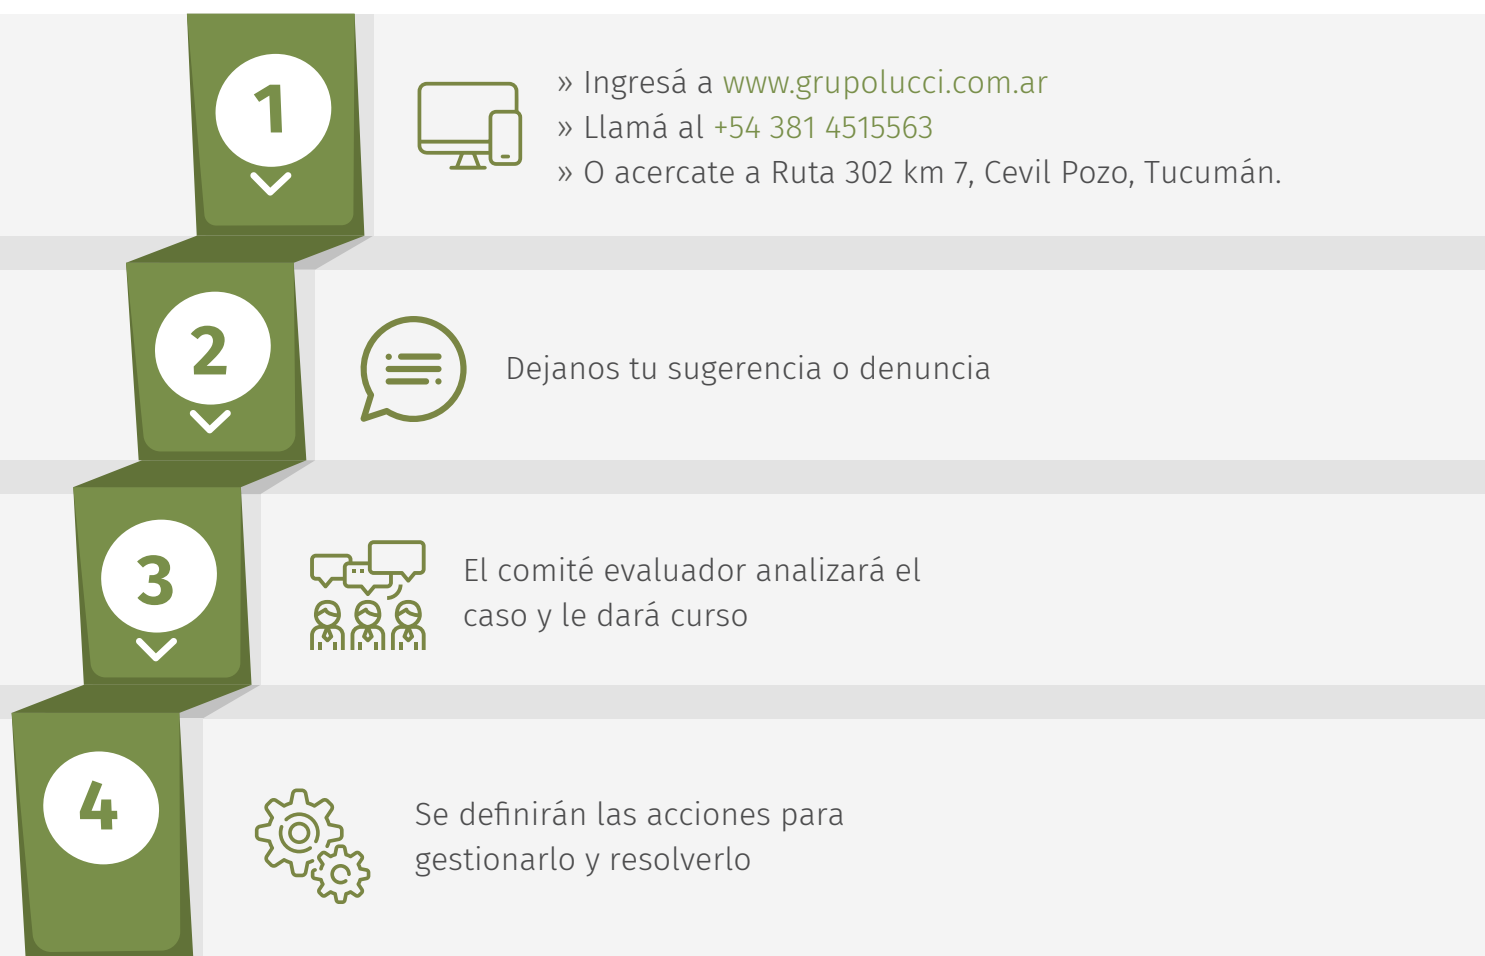 1
» Ingresá a www.grupolucci.com.ar
» Llamá al +54 381 4515563
» O acercate a Ruta 302 km 7, Cevil Pozo, Tucumán.
2
Dejanos tu sugerencia o denuncia
3
El comité evaluador analizará el
caso y le dará curso
4
Se definirán las acciones para
gestionarlo y resolverlo